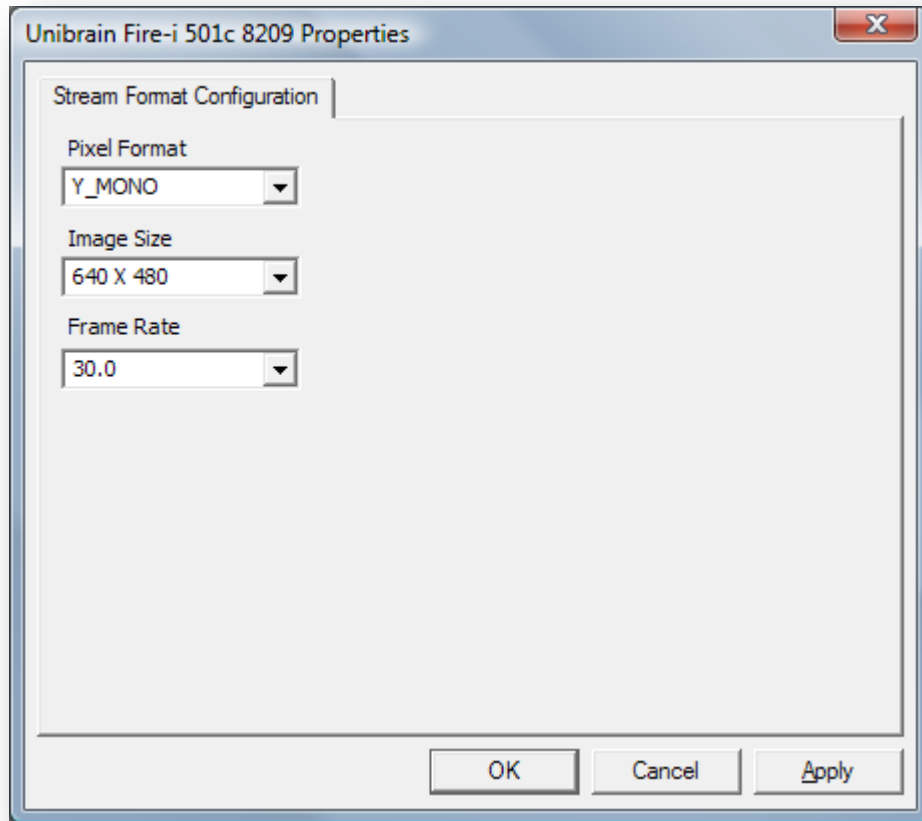 Unibrain Fire-i 501c 8209 Properties
Stream Format Configuration
Pixel Format
Y_MONO
Image Size
640 X 480
Frame Rate
30.0
OK Cancel Apply